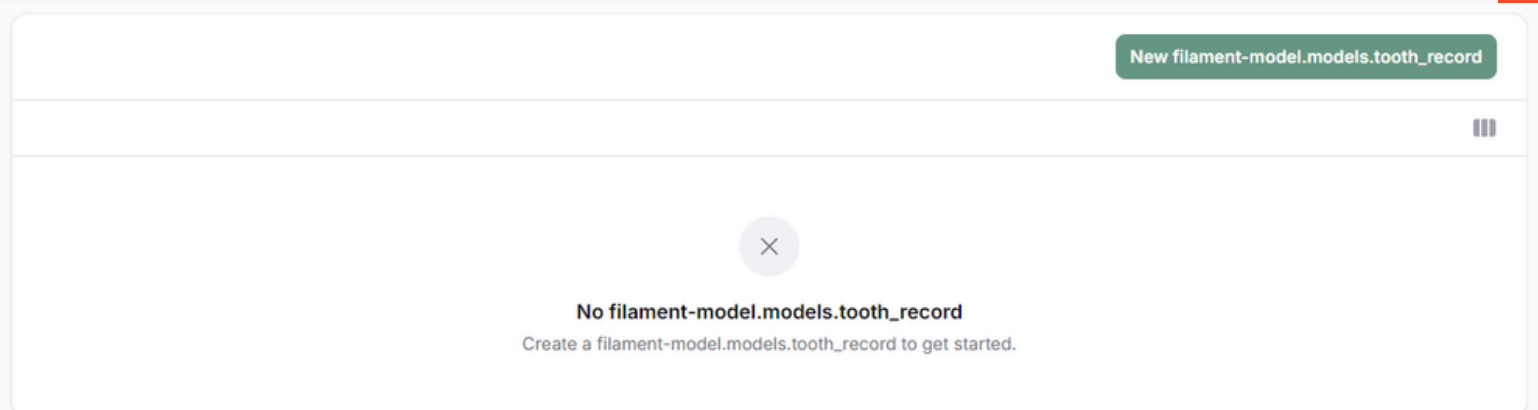 New filament-model.models.tooth_record
No filament-model.models.tooth_record
Create a filament-model.models.tooth_record to get started.